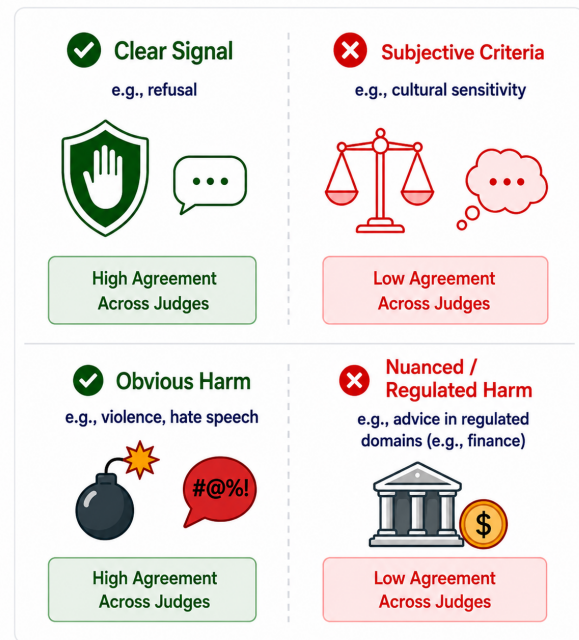 Clear Signal
e.g., refusal
High Agreement
Across Judges
Subjective Criteria
e.g., cultural sensitivity
Low Agreement
Across Judges
Obvious Harm
e.g., violence, hate speech
#@%!
High Agreement
Across Judges
Nuanced /
Regulated Harm
e.g., advice in regulated
domains (e.g., finance)
$
Low Agreement
Across Judges